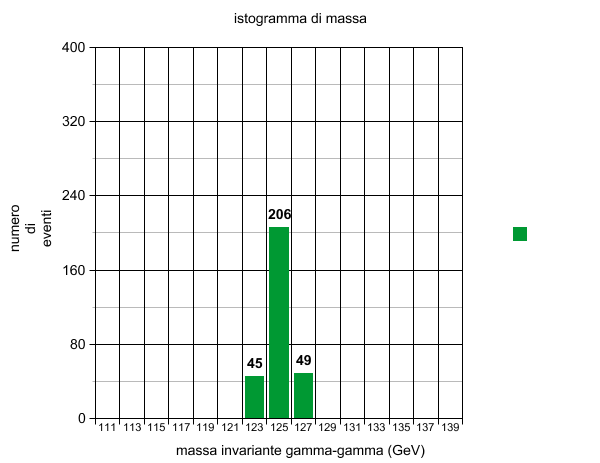 istogramma di massa
400
320
240
160
80
0
numero
di
eventi
206
45
49
111 113 115 117 119 121 123 125 127 129 131 133 135 137 139
massa invariante gamma-gamma (GeV)